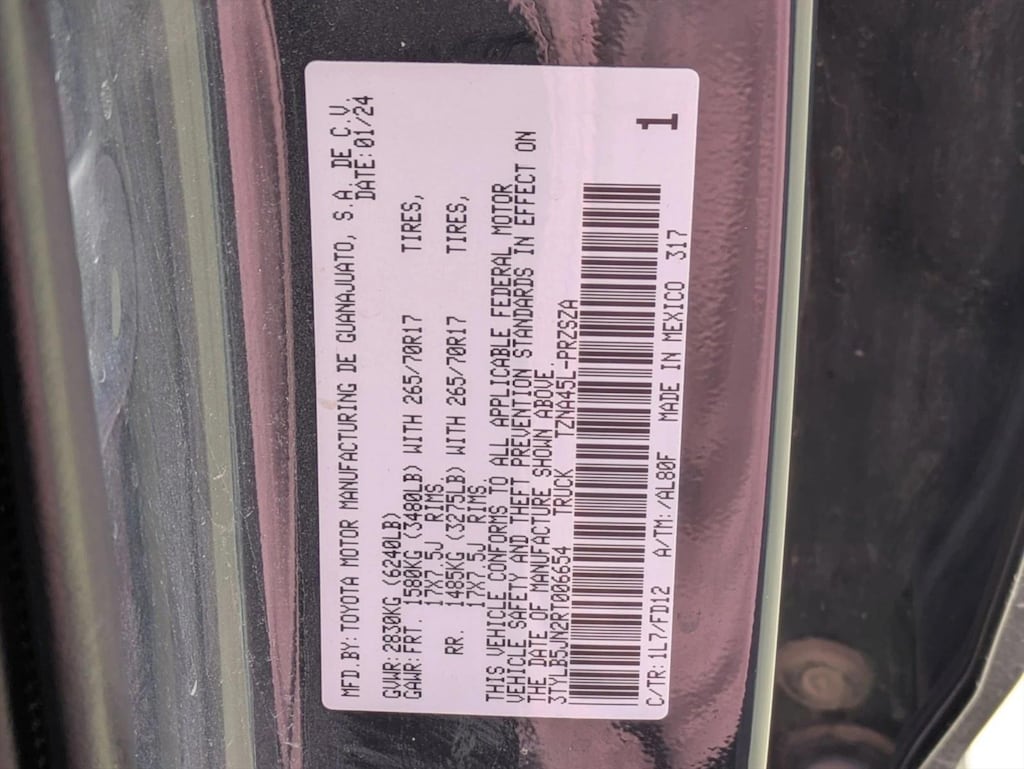 MFD BY: TOYOTA MOTOR MANUFACTURING DE GUANAJUATO, S.A. DE C.V.
DATE: 01/24
GVWR: 2830KG (6240LB)
GAWR: FRT. 1580KG (3480LB) WITH 265/70R17 TIRES,
17X7.5J RIMS.
RR. 1485KG (3275LB) WITH 265/70R17 TIRES,
17X7.5J RIMS.
THIS VEHICLE CONFORMS TO ALL APPLICABLE FEDERAL MOTOR
VEHICLE SAFETY AND THEFT PREVENTION STANDARDS IN EFFECT ON
THE DATE OF MANUFACTURE SHOWN ABOVE.
3TYLB5JN2RT006654 TRUCK TZNA45L-PRZSZA
C/TR: 1L7/FD12 A/TM: /AL80F MADE IN MEXICO 317
1